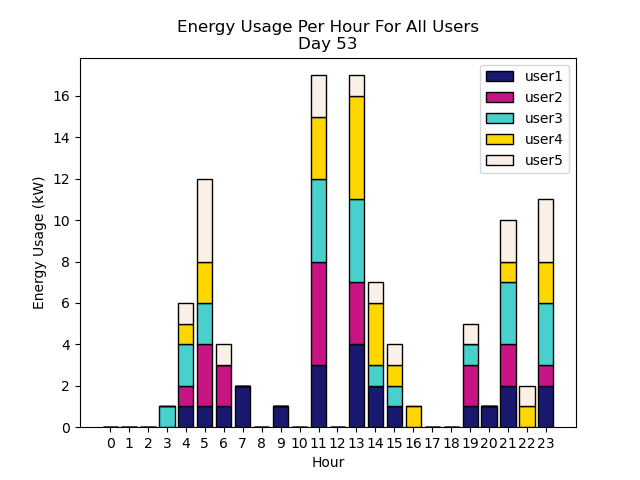 Energy Usage Per Hour For All Users
Day 53
user1
user2
user3
user4
user5
Energy Usage (kW)
16
14
12
10
8
6
4
2
0
0 1 2 3 4 5 6 7 8 9 10 11 12 13 14 15 16 17 18 19 20 21 22 23
Hour